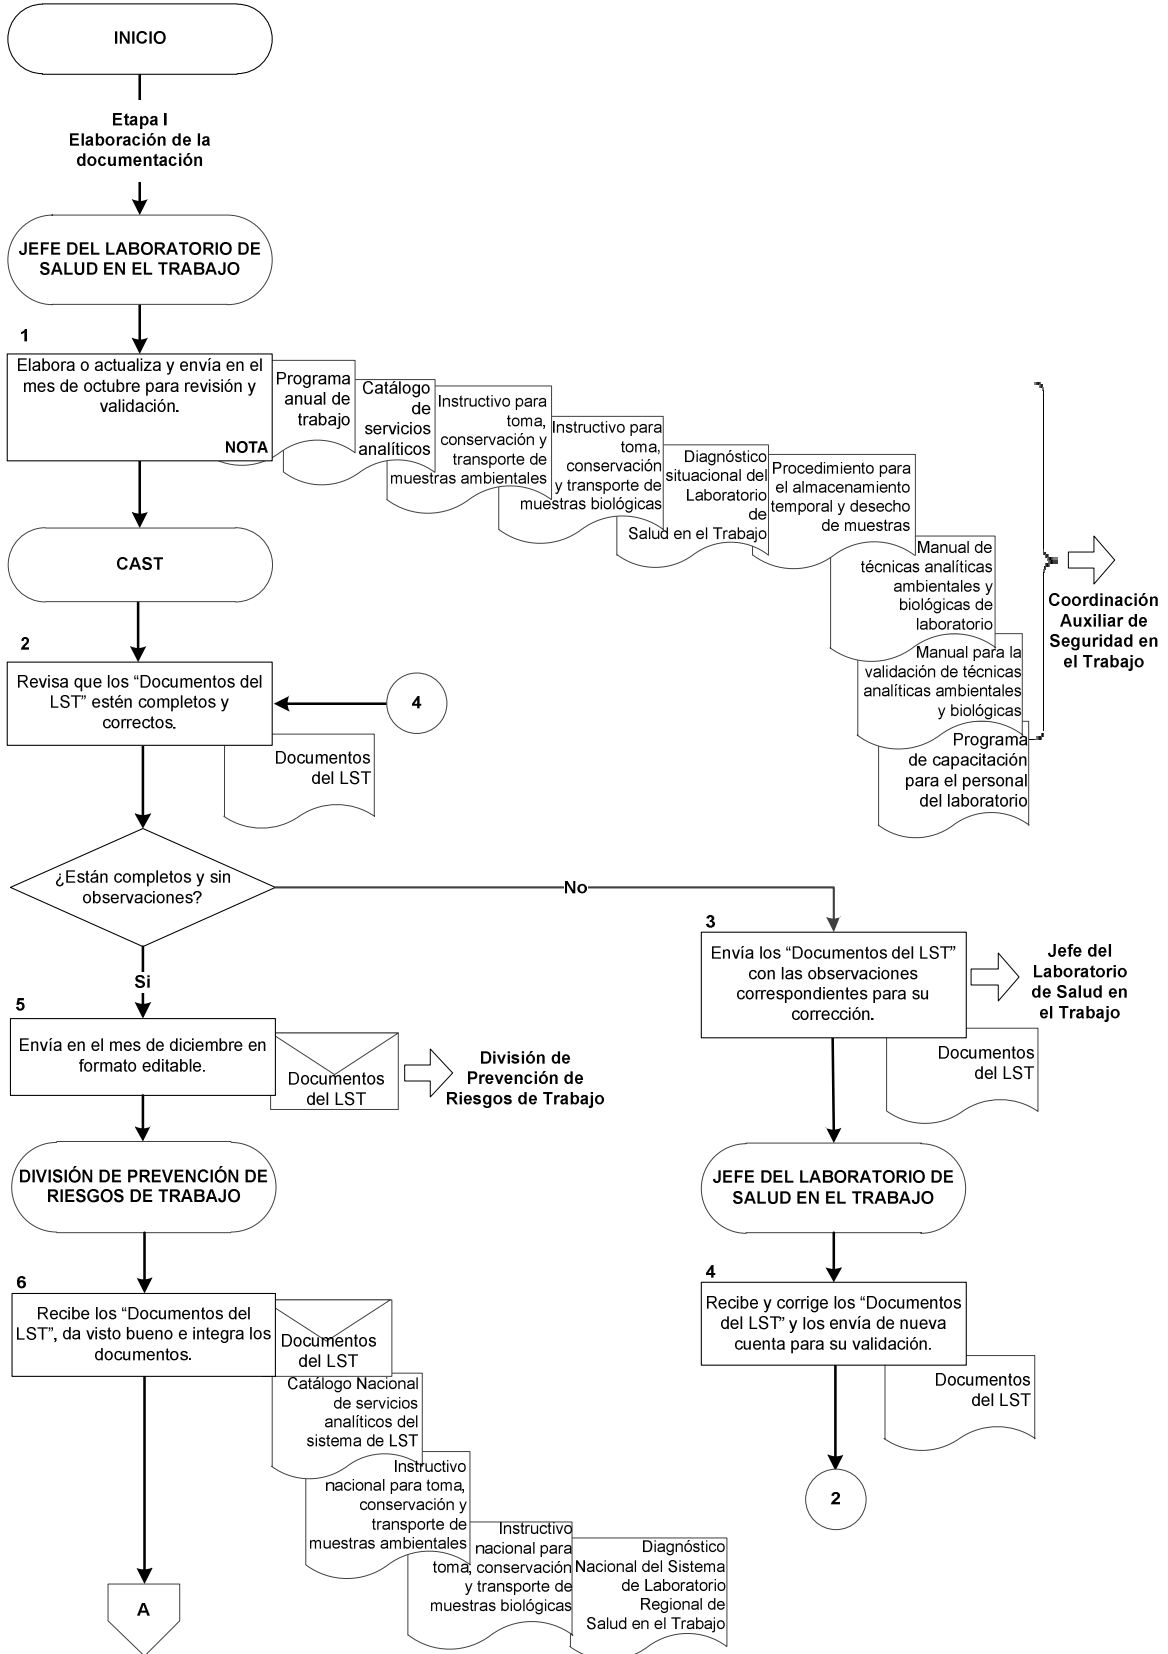 INICIO
Etapa I
Elaboración de la
documentación
JEFE DEL LABORATORIO DE
SALUD EN EL TRABAJO
1
Elabora o actualiza y envía en el
mes de octubre para revisión y
validación.
NOTA
Programa
anual de
trabajo
Catálogo
de
servicios
analíticos
Instructivo para
toma,
conservación y
transporte de
muestras ambientales
Instructivo para
toma,
conservación
y transporte de
muestras biológicas
Diagnóstico
situacional del
Laboratorio
de
Salud en el Trabajo
Procedimiento para
el almacenamiento
temporal y desecho
de muestras
Manual de
técnicas analíticas
ambientales y
biológicas de
laboratorio
Manual para la
validación de técnicas
analíticas ambientales
y biológicas
Programa
de capacitación
para el personal
del laboratorio
Coordinación
Auxiliar de
Seguridad en
el Trabajo
CAST
2
Revisa que los “Documentos del
LST” estén completos y
correctos.
4
Documentos
del LST
¿Están completos y sin
observaciones?
No
Si
3
Envía los “Documentos del LST”
con las observaciones
correspondientes para su
corrección.
Jefe del
Laboratorio
de Salud en
el Trabajo
Documentos
del LST
5
Envía en el mes de diciembre en
formato editable.
Documentos
del LST
División de
Prevención de
Riesgos de Trabajo
DIVISIÓN DE PREVENCIÓN DE
RIESGOS DE TRABAJO
JEFE DEL LABORATORIO DE
SALUD EN EL TRABAJO
4
Recibe y corrige los “Documentos
del LST” y los envía de nueva
cuenta para su validación.
Documentos
del LST
2
6
Recibe los “Documentos del
LST”, da visto bueno e integra los
documentos.
Documentos
del LST
Catálogo Nacional
de servicios
analíticos del
sistema de LST
Instructivo
nacional para toma,
conservación y
transporte de
muestras ambientales
Instructivo
nacional para
toma, conservación
y transporte de
muestras biológicas
Diagnóstico
Nacional del Sistema
de Laboratorio
Regional de
Salud en el Trabajo
A